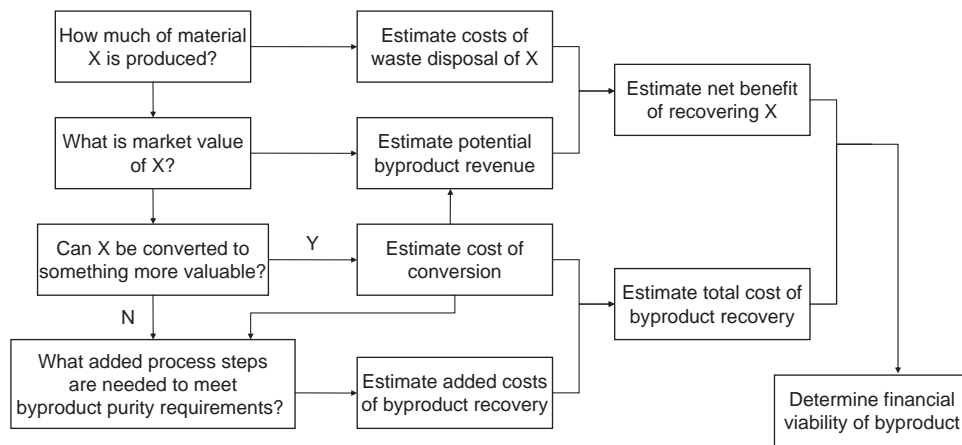 How much of material
X is produced?
Estimate costs of
waste disposal of X
Estimate net benefit
of recovering X
What is market value
of X?
Estimate potential
byproduct revenue
Can X be converted to
something more valuable?
Y
Estimate cost of
conversion
Estimate total cost of
byproduct recovery
N
What added process steps
are needed to meet
byproduct purity requirements?
Estimate added costs
of byproduct recovery
Determine financial
viability of byproduct